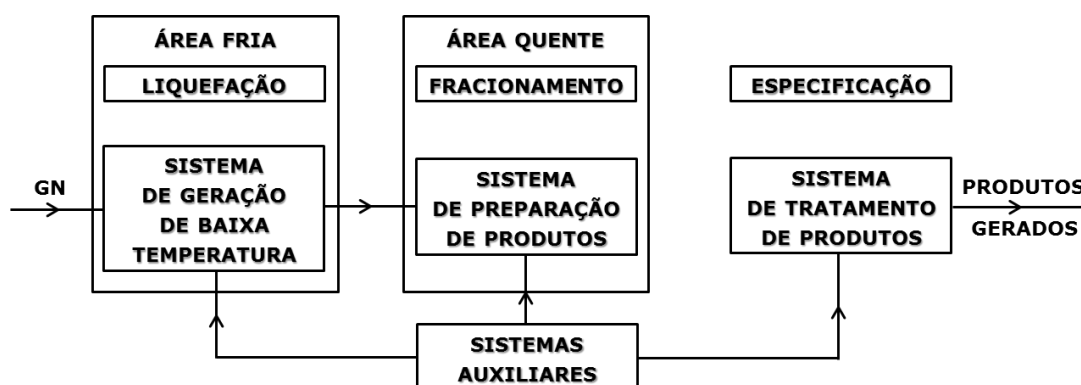 ÁREA FRIA
LIQUEFAÇÃO
GN
SISTEMA
DE GERAÇÃO
DE BAIXA
TEMPERATURA
ÁREA QUENTE
FRACIONAMENTO
SISTEMA
DE PREPARAÇÃO
DE PRODUTOS
ESPECIFICAÇÃO
SISTEMA
DE TRATAMENTO
DE PRODUTOS
PRODUTOS
GERADOS
SISTEMAS
AUXILIARES